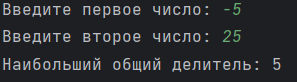 Введите первое число: -5
Введите второе число: 25
Наибольший общий делитель: 5